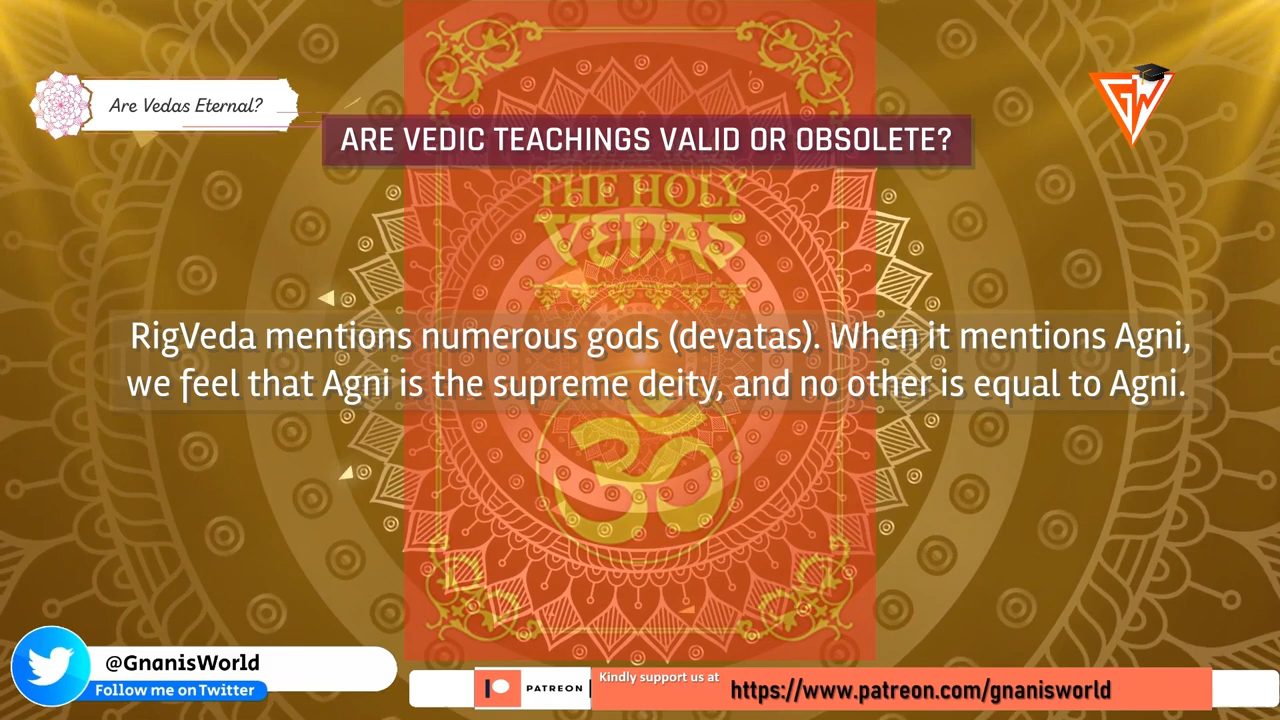 Are Vedas Eternal?
GW
ARE VEDIC TEACHINGS VALID OR OBSOLETE?
THE HOLY
VEDAS
RigVeda mentions numerous gods (devatas). When it mentions Agni,
we feel that Agni is the supreme deity, and no other is equal to Agni.
ॐ
@GnanisWorld
Follow me on Twitter
PATREON
Kindly support us at
https://www.patreon.com/gnanisworld